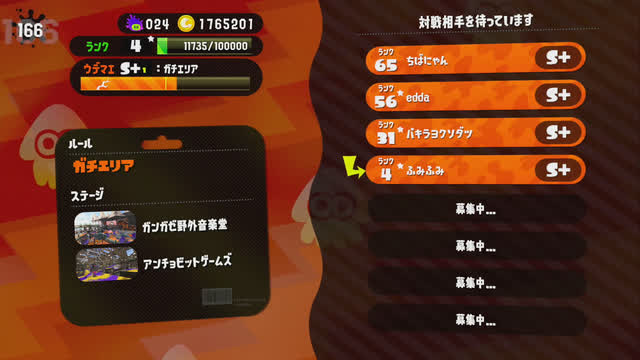 166
024
1765201
ランク 4★ 11735/100000
ウデマエ S+1 :ガチエリア
ルール
ガチエリア
ステージ
ガンガゼ野外音楽堂
アンチョビットゲームズ
対戦相手を待っています
ランク 65 ちばにゃん S+
ランク 56★ edda S+
ランク 31★ バキラヨクソダツ S+
ランク 4★ ふみふみ S+
募集中...
募集中...
募集中...
募集中...